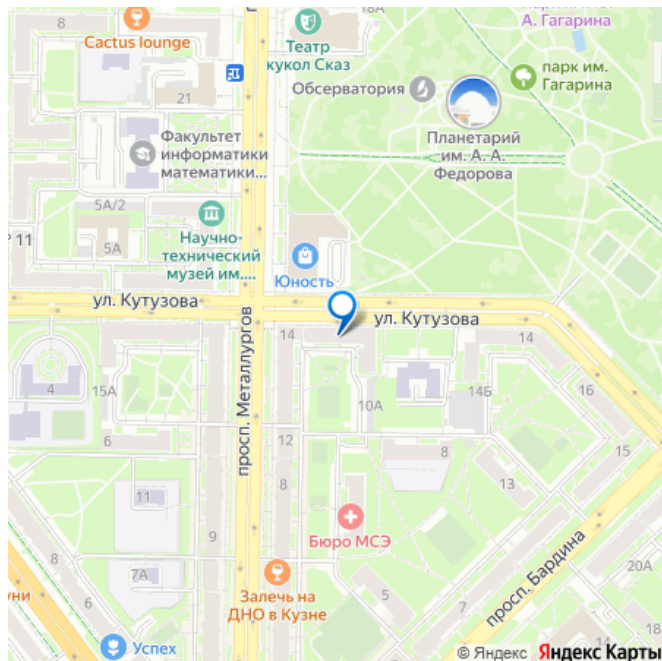 18А
А. Гагарина
8
Cactus lounge
Театр
кукол Сказ
парк им.
Гагарина
Обсерватория
21
Планетарий
им. А. А.
Федорова
Факультет
информатики
математики...
5А/2
11
5А
Научно-
технический
музей им....
Юность
ул. Кутузова
ул. Кутузова
14
14
просп. Металлургов
4
15А
10А
14Б
16
6
12
8
15
11
8
13
9
Бюро МСЭ
просп. Бардина
8
7А
Залечь на
ДНО в Кузне
20А
уни
6
5
7
18
Успех
© Яндекс Яндекс Карты